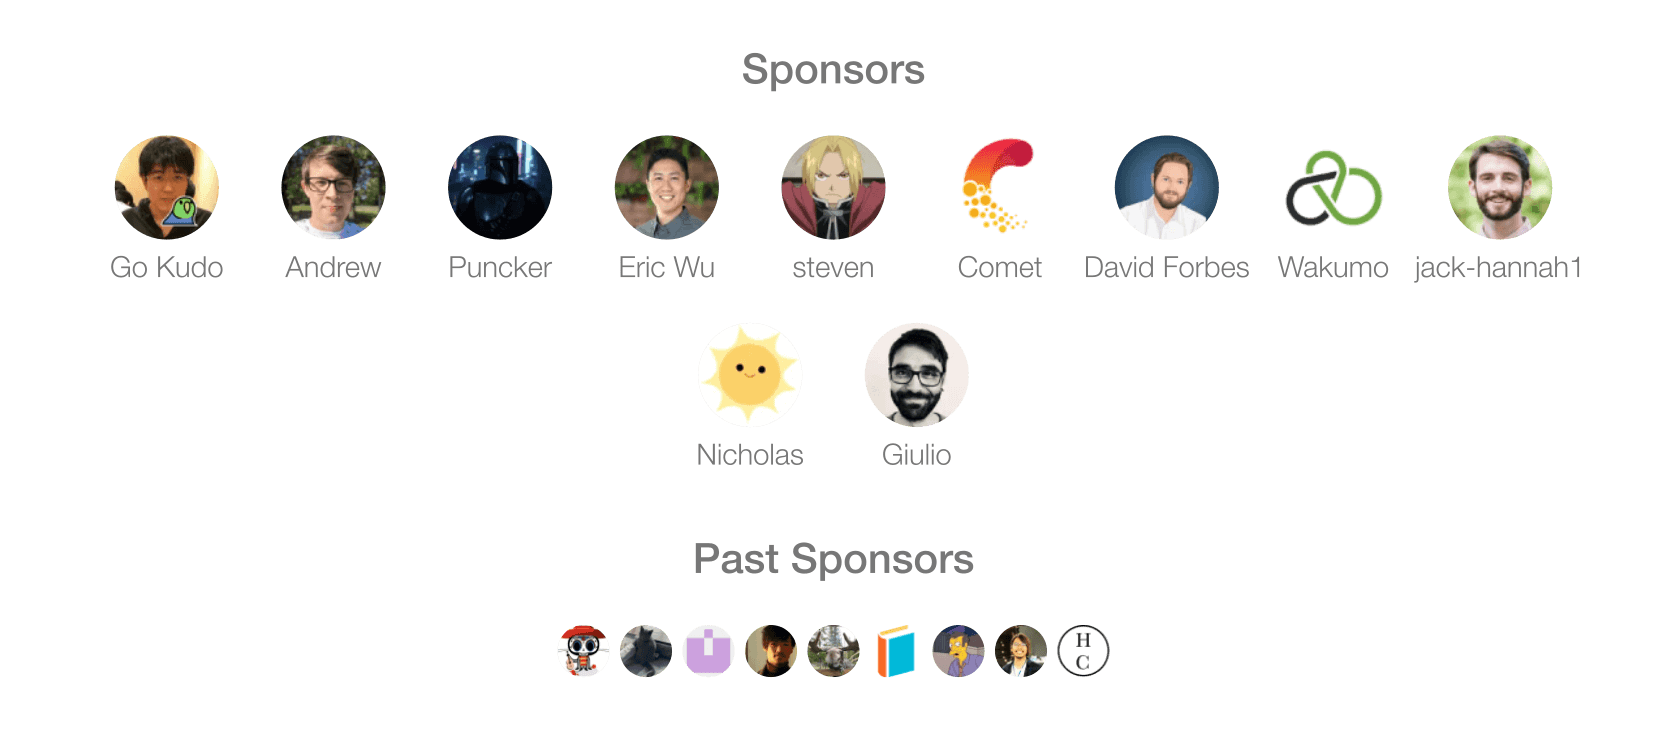 Sponsors
Go Kudo Andrew Puncker Eric Wu steven Comet David Forbes Wakumo jack-hannah1
Nicholas Giulio
Past Sponsors
H
C